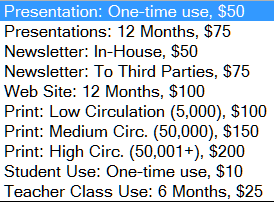 Presentation: One-time use, $50
Presentations: 12 Months, $75
Newsletter: In-House, $50
Newsletter: To Third Parties, $75
Web Site: 12 Months, $100
Print: Low Circulation (5,000), $100
Print: Medium Circ. (50,000), $150
Print: High Circ. (50,001+), $200
Student Use: One-time use, $10
Teacher Class Use: 6 Months, $25